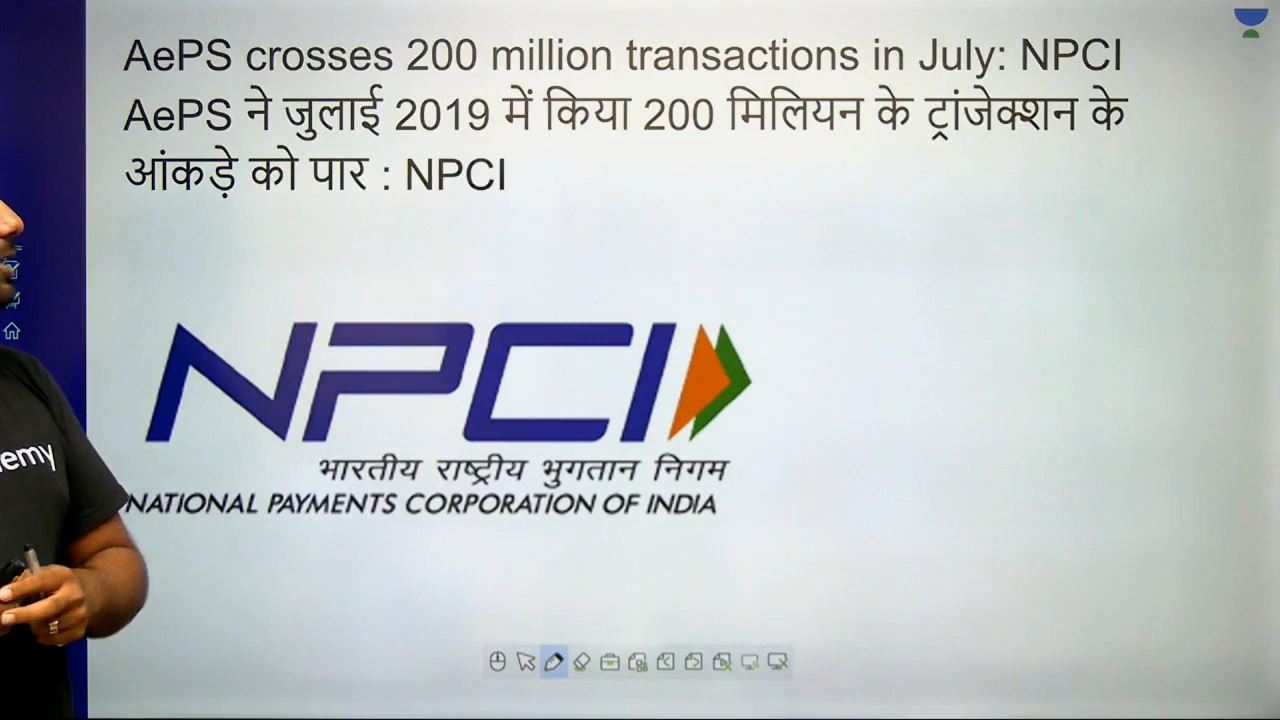 AePS crosses 200 million transactions in July: NPCI
AePS ने जुलाई 2019 में किया 200 मिलियन के ट्रांजेक्शन के
आंकड़े को पार : NPCI
NPCI
भारतीय राष्ट्रीय भुगतान निगम
NATIONAL PAYMENTS CORPORATION OF INDIA
emy